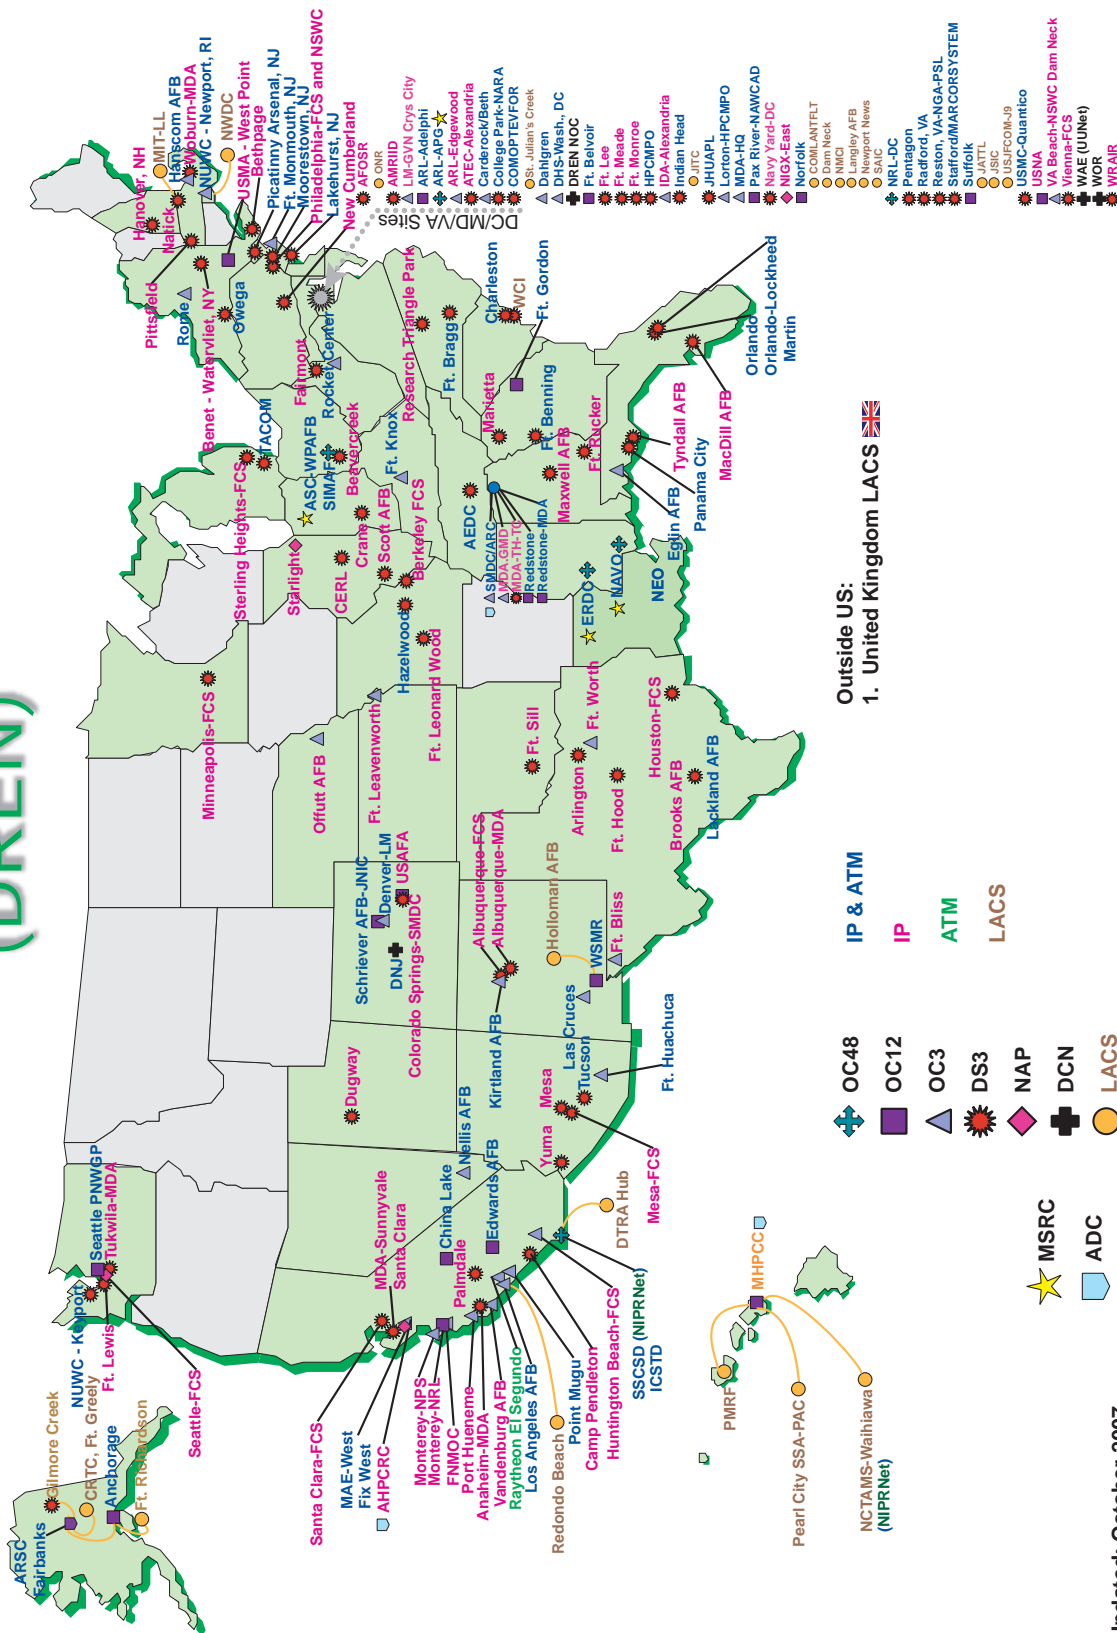 (DREN)
ARSC
Fairbanks
Gilmore Creek
CRTC, Ft. Greely
Anchorage
Ft. Richardson
NUWC - Keyport
Ft. Lewis
Seattle PNWGP
Tukwila-MDA
Seattle-FCS
Santa Clara-FCS
MDA-Sunnyvale
Santa Clara
MAE-West
Fix West
AHPCRC
Monterey-NPS
Monterey-NRL
FNMOC
Port Hueneme
Anaheim-MDA
Vandenburg AFB
Raytheon El Segundo
Los Angeles AFB
Redondo Beach
Point Mugu
Camp Pendleton
Huntington Beach-FCS
SSCSD (NIPRNet)
ICSTD
DTRA Hub
Palmdale
China Lake
Edwards AFB
Nellis AFB
Dugway
Yuma
Mesa
Mesa-FCS
Tucson
Ft. Huachuca
Las Cruces
WSMR
Holloman AFB
Ft. Bliss
Kirtland AFB
Albuquerque-FCS
Albuquerque-MDA
Schriever AFB-JNIC
Denver-LM
USAFA
DNJ
Colorado Springs-SMDC
Minneapolis-FCS
Offutt AFB
Ft. Leavenworth
Ft. Leonard Wood
Hazelwood
Berkeley FCS
Scott AFB
Ft. Sill
Arlington
Ft. Worth
Ft. Hood
Houston-FCS
Brooks AFB
Lackland AFB
ERDC
NAVO
NEO
Sterling Heights-FCS
TACOM
Starlight
CERL
Crane
ASC-WPAFB
SIMAF
Beavercreek
Ft. Knox
AEDC
SMDC/ARC
MDA-GMD
MDA-TH-TC
Redstone
Redstone-MDA
Marietta
Ft. Benning
Maxwell AFB
Ft. Rucker
Eglin AFB
Panama City
Tyndall AFB
MacDill AFB
Orlando
Orlando-Lockheed
Martin
Charleston
WCI
Ft. Gordon
Ft. Bragg
Research Triangle Park
Fairmont
Rocket Center
Benet - Watervliet, NY
Rome
Owega
Pittsfield
Hanover, NH
Natick
MIT-LL
Hanscom AFB
Woburn-MDA
NUWC - Newport, RI
NWDC
USMA - West Point
Bethpage
Picatinny Arsenal, NJ
Ft. Monmouth, NJ
Moorestown, NJ
Philadelphia-FCS and NSWC
Lakehurst, NJ
New Cumberland
DC/MD/VA Sites
AFOSR
ONR
AMRIID
LM-GVN Crys City
ARL-Adelphi
ARL-APG
ARL-Edgewood
ATEC-Alexandria
Carderock/Beth
College Park-NARA
COMOPTEVFOR
St. Julian's Creek
Dahlgren
DHS-Wash., DC
DREN NOC
Ft. Belvoir
Ft. Lee
Ft. Meade
Ft. Monroe
HPCMPO
IDA-Alexandria
Indian Head
JITC
JHUAPL
Lorton-HPCMPO
MDA-HQ
Pax River-NAWCAD
Navy Yard-DC
NIGX-East
Norfolk
COMLANTFLT
Dam Neck
NOB
Langley AFB
Newport News
SAIC
NRL-DC
Pentagon
Radford, VA
Reston, VA-NGA-PSL
Stafford/MARCORSYSTEM
Suffolk
JATTL
JSIC
USJFCOM-J9
USMC-Quantico
USNA
VA Beach-NSWC Dam Neck
Vienna-FCS
WAE (UUNet)
WOR
WRAIR
PMRF
MHPCC
Pearl City SSA-PAC
NCTAMS-Waihiawa
(NIPRNet)
Outside US:
1. United Kingdom LACS
IP & ATM
IP
ATM
LACS
OC48
OC12
OC3
DS3
NAP
DCN
LACS
MSRC
ADC
Updated: October 2007